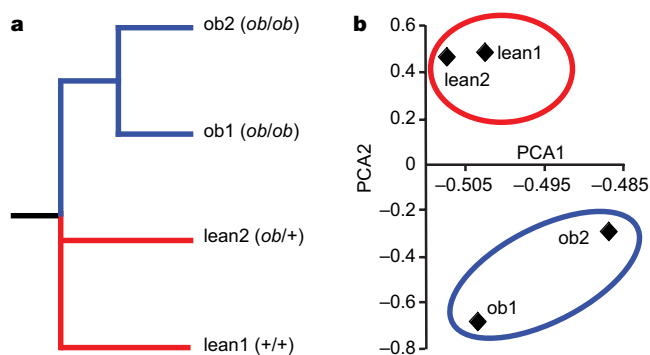 a
ob2 (ob/ob)
ob1 (ob/ob)
lean2 (ob/+)
lean1 (+/+)
b
PCA2
0.6
0.4
0.2
0
–0.2
–0.4
–0.6
–0.8
lean1
lean2
PCA1
–0.505 –0.495 –0.485
ob2
ob1